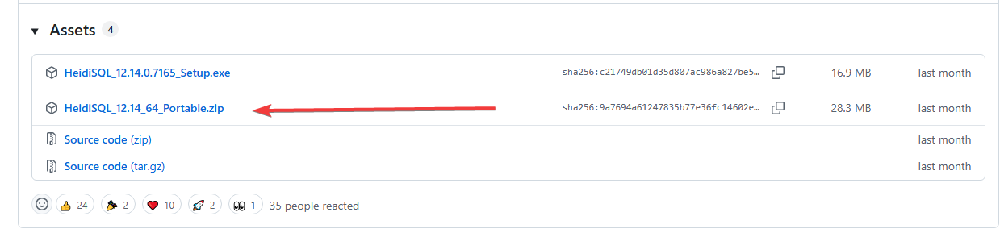 Assets 4
HeidiSQL_12.14.0.7165_Setup.exe sha256:c21749db01d35d807ac986a827be5… 16.9 MB last month
HeidiSQL_12.14_64_Portable.zip sha256:9a7694a61247835b77e36fc14602e… 28.3 MB last month
Source code (zip) last month
Source code (tar.gz) last month
24 2 10 2 1 35 people reacted